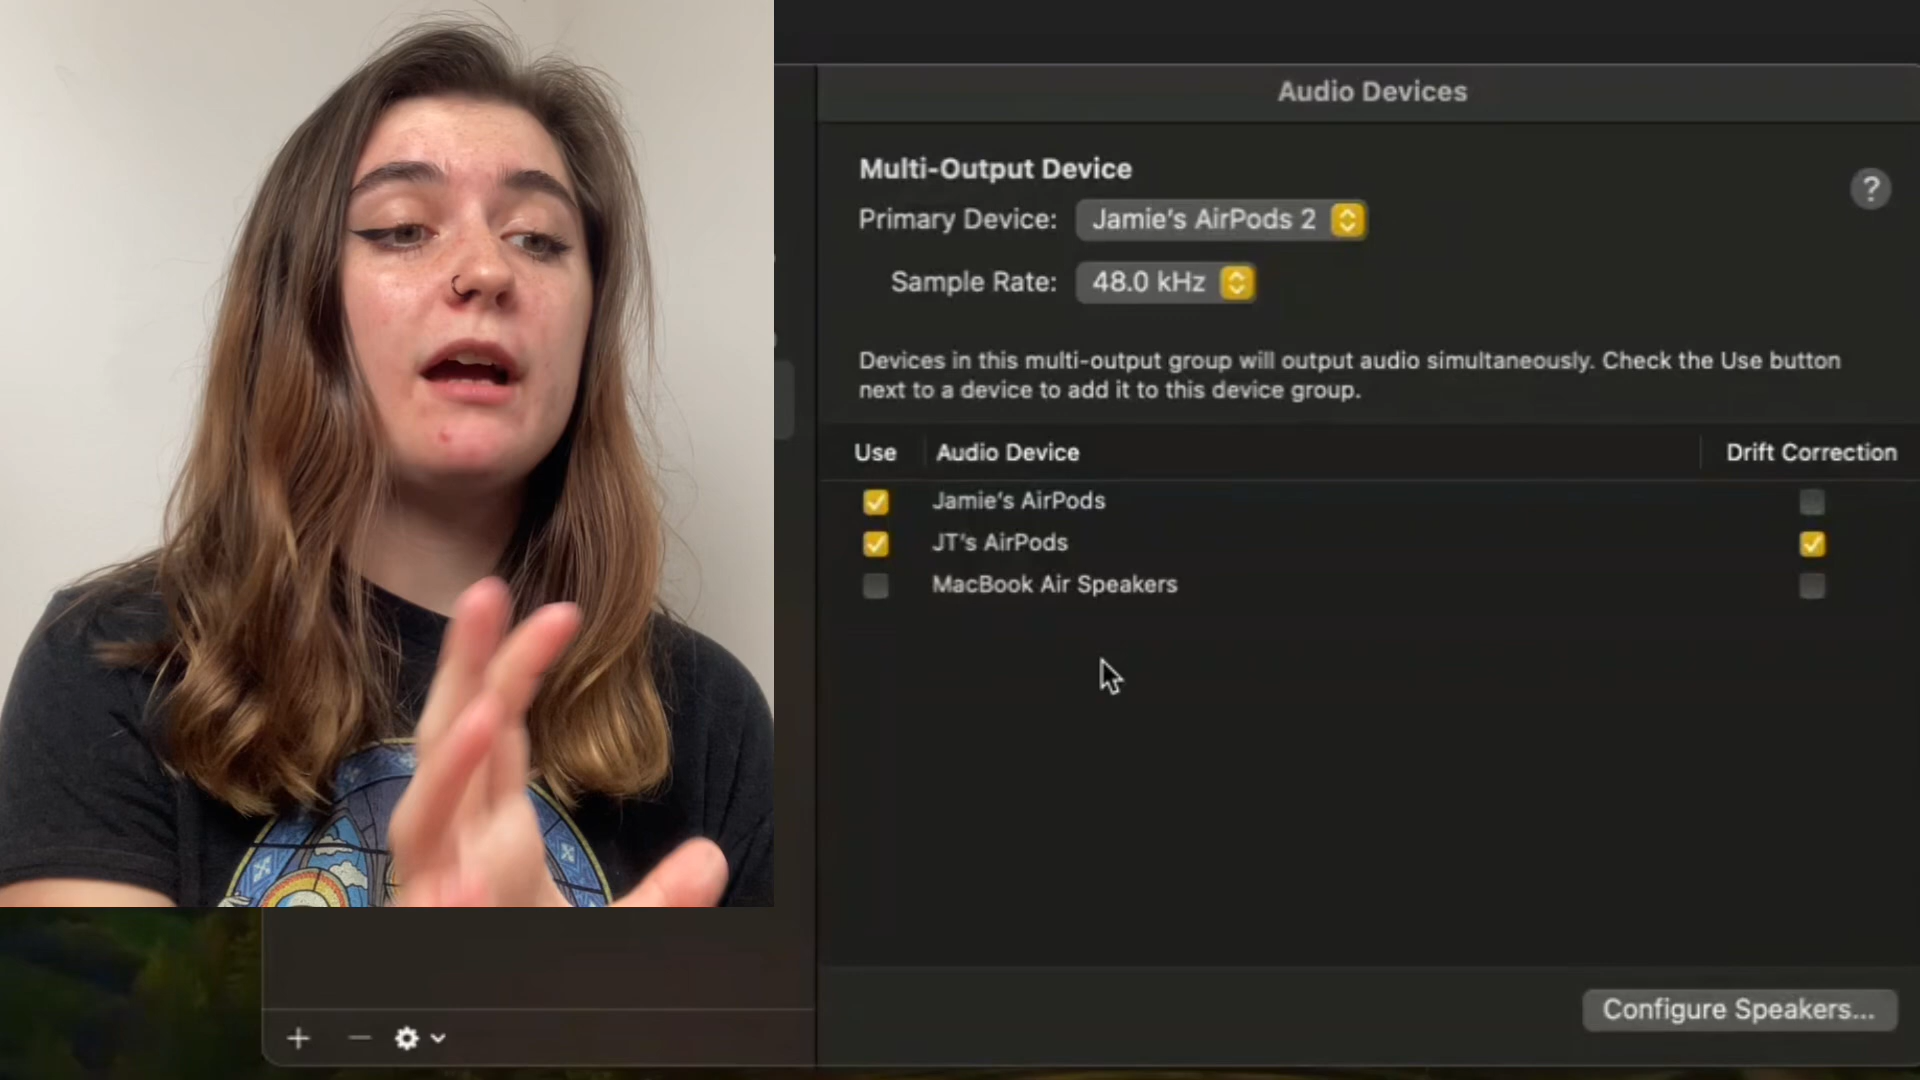 Audio Devices
Multi-Output Device
?
Primary Device: Jamie's AirPods 2
Sample Rate: 48.0 kHz
Devices in this multi-output group will output audio simultaneously. Check the Use button
next to a device to add it to this device group.
Use Audio Device Drift Correction
Jamie's AirPods
JT's AirPods
MacBook Air Speakers
Configure Speakers...